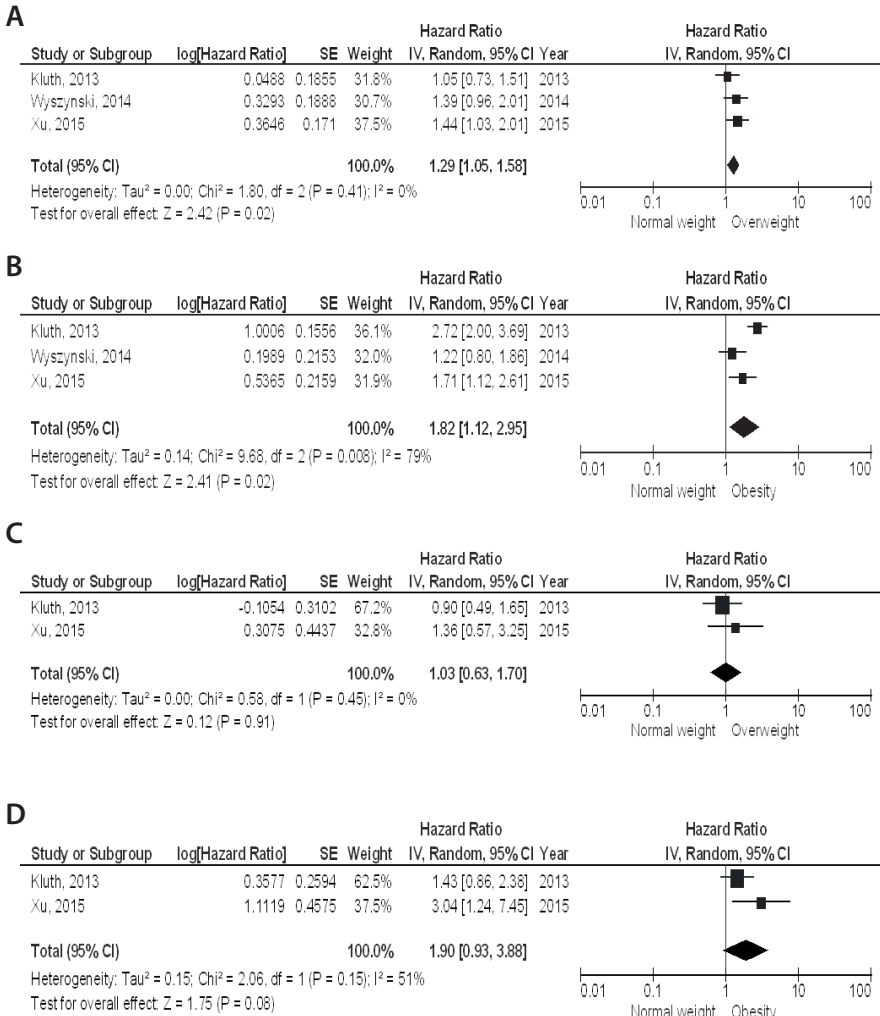 A
Hazard Ratio Hazard Ratio
Study or Subgroup log[Hazard Ratio] SE Weight IV, Random, 95% CI Year IV, Random, 95% CI
Kluth, 2013 0.0488 0.1855 31.8% 1.05 [0.73, 1.51] 2013
Wyszynski, 2014 0.3293 0.1888 30.7% 1.39 [0.96, 2.01] 2014
Xu, 2015 0.3646 0.171 37.5% 1.44 [1.03, 2.01] 2015
Total (95% CI) 100.0% 1.29 [1.05, 1.58]
Heterogeneity: Tau² = 0.00; Chi² = 1.80, df = 2 (P = 0.41); I² = 0%
Test for overall effect: Z = 2.42 (P = 0.02)
0.01 0.1 1 10 100
Normal weight Overweight
B
Hazard Ratio Hazard Ratio
Study or Subgroup log[Hazard Ratio] SE Weight IV, Random, 95% CI Year IV, Random, 95% CI
Kluth, 2013 1.0006 0.1556 36.1% 2.72 [2.00, 3.69] 2013
Wyszynski, 2014 0.1989 0.2153 32.0% 1.22 [0.80, 1.86] 2014
Xu, 2015 0.5365 0.2159 31.9% 1.71 [1.12, 2.61] 2015
Total (95% CI) 100.0% 1.82 [1.12, 2.95]
Heterogeneity: Tau² = 0.14; Chi² = 9.68, df = 2 (P = 0.008); I² = 79%
Test for overall effect: Z = 2.41 (P = 0.02)
0.01 0.1 1 10 100
Normal weight Obesity
C
Hazard Ratio Hazard Ratio
Study or Subgroup log[Hazard Ratio] SE Weight IV, Random, 95% CI Year IV, Random, 95% CI
Kluth, 2013 -0.1054 0.3102 67.2% 0.90 [0.49, 1.65] 2013
Xu, 2015 0.3075 0.4437 32.8% 1.36 [0.57, 3.25] 2015
Total (95% CI) 100.0% 1.03 [0.63, 1.70]
Heterogeneity: Tau² = 0.00; Chi² = 0.58, df = 1 (P = 0.45); I² = 0%
Test for overall effect: Z = 0.12 (P = 0.91)
0.01 0.1 1 10 100
Normal weight Overweight
D
Hazard Ratio Hazard Ratio
Study or Subgroup log[Hazard Ratio] SE Weight IV, Random, 95% CI Year IV, Random, 95% CI
Kluth, 2013 0.3577 0.2594 62.5% 1.43 [0.86, 2.38] 2013
Xu, 2015 1.1119 0.4575 37.5% 3.04 [1.24, 7.45] 2015
Total (95% CI) 100.0% 1.90 [0.93, 3.88]
Heterogeneity: Tau² = 0.15; Chi² = 2.06, df = 1 (P = 0.15); I² = 51%
Test for overall effect: Z = 1.75 (P = 0.08)
0.01 0.1 1 10 100
Normal weight Obesity